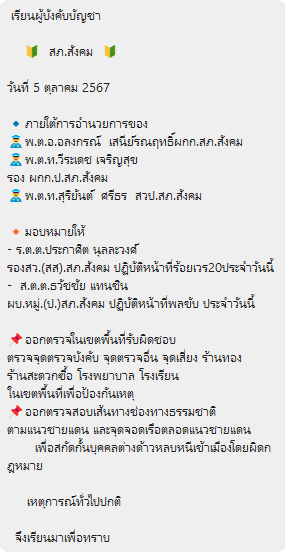 เรียนผู้บังคับบัญชา
🔰 สภ.สังคม 🔰
วันที่ 5 ตุลาคม 2567
🔹ภายใต้การอำนวยการของ
👮พ.ต.อ.อลงกรณ์ เสนีย์รณฤทธิ์ผกก.สภ.สังคม
👮พ.ต.ท.วีระเดช เจริญสุข
รอง ผกก.ป.สภ.สังคม
👮พ.ต.ท.สุริยันต์ ศรีธร สวป.สภ.สังคม
🔸มอบหมายให้
- ร.ต.ต.ประกาศิต นุลละวงศ์
รองสว.(สส).สภ.สังคม ปฏิบัติหน้าที่ร้อยเวร20ประจำวันนี้
- ส.ต.ต.ธวัชชัย แทนซิน
ผบ.หมู่.(ป.)สภ.สังคม ปฏิบัติหน้าที่พลขับ ประจำวันนี้
📌ออกตรวจในเขตพื้นที่รับผิดชอบ
ตรวจจุดตรวจบังคับ จุดตรวจอื่น จุดเสี่ยง ร้านทอง
ร้านสะดวกซื้อ โรงพยาบาล โรงเรียน
ในเขตพื้นที่เพื่อป้องกันเหตุ
📌ออกตรวจสอบเส้นทางช่องทางธรรมชาติ
ตามแนวชายแดน และจุดจอดเรือตลอดแนวชายแดน
เพื่อสกัดกั้นบุคคลต่างด้าวหลบหนีเข้าเมืองโดยผิดก
ฎหมาย
เหตุการณ์ทั่วไปปกติ
จึงเรียนมาเพื่อทราบ